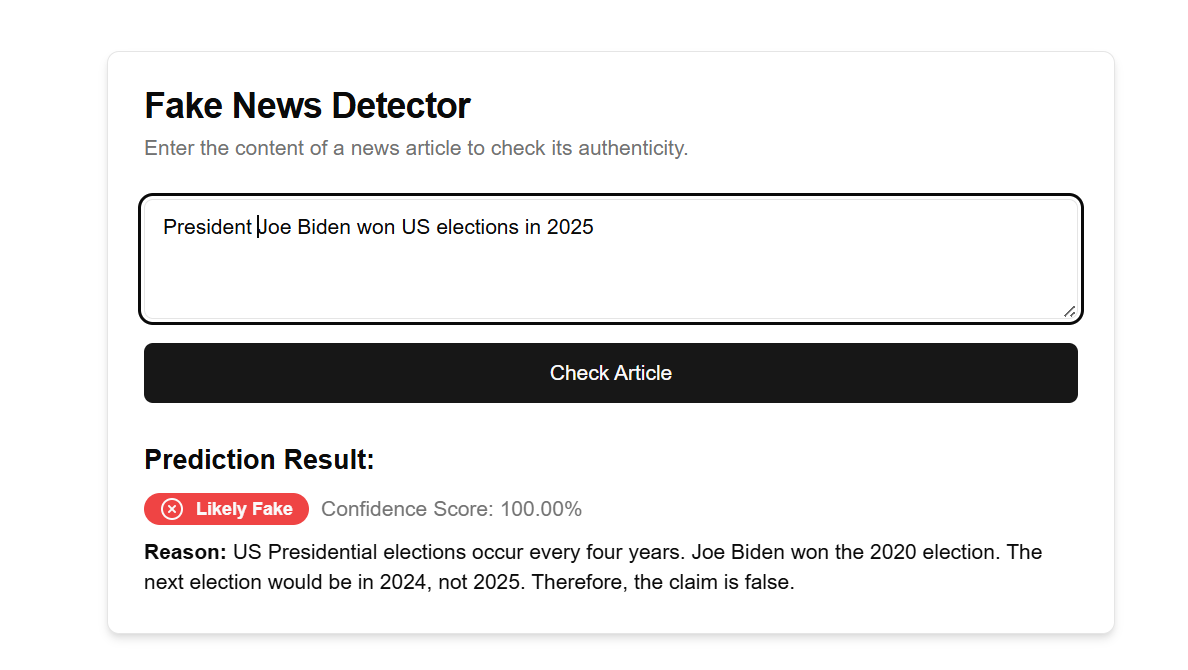 Fake News Detector
Enter the content of a news article to check its authenticity.
President Joe Biden won US elections in 2025
Check Article
Prediction Result:
Likely Fake Confidence Score: 100.00%
Reason: US Presidential elections occur every four years. Joe Biden won the 2020 election. The
next election would be in 2024, not 2025. Therefore, the claim is false.